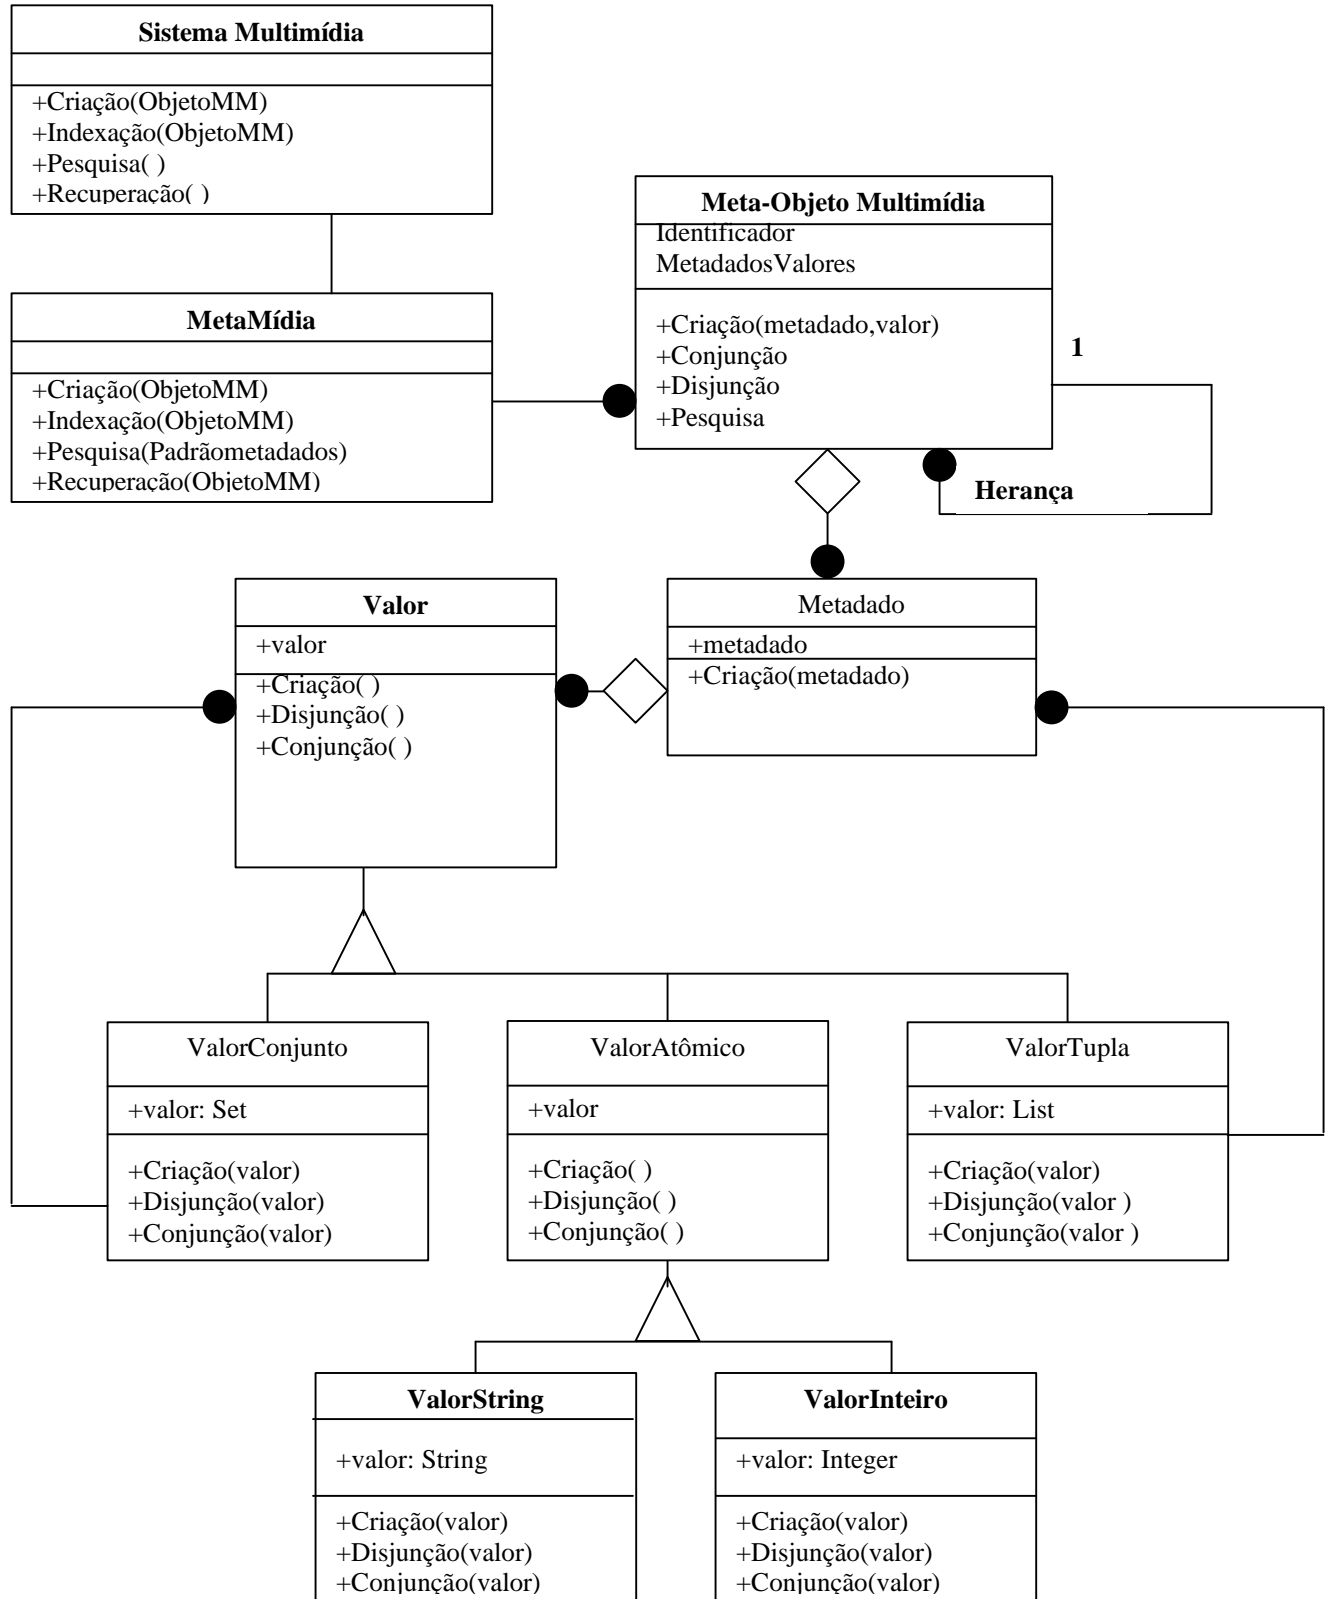 Sistema Multimídia
+Criação(ObjetoMM)
+Indexação(ObjetoMM)
+Pesquisa( )
+Recuperação( )
Meta-Objeto Multimídia
Identificador
MetadadosValores
+Criação(metadado,valor)
+Conjunção
+Disjunção
+Pesquisa
1
Herança
MetaMídia
+Criação(ObjetoMM)
+Indexação(ObjetoMM)
+Pesquisa(Padrãometadados)
+Recuperação(ObjetoMM)
Valor
+valor
+Criação( )
+Disjunção( )
+Conjunção( )
Metadado
+metadado
+Criação(metadado)
ValorConjunto
+valor: Set
+Criação(valor)
+Disjunção(valor)
+Conjunção(valor)
ValorAtômico
+valor
+Criação( )
+Disjunção( )
+Conjunção( )
ValorTupla
+valor: List
+Criação(valor)
+Disjunção(valor )
+Conjunção(valor )
ValorString
+valor: String
+Criação(valor)
+Disjunção(valor)
+Conjunção(valor)
ValorInteiro
+valor: Integer
+Criação(valor)
+Disjunção(valor)
+Conjunção(valor)